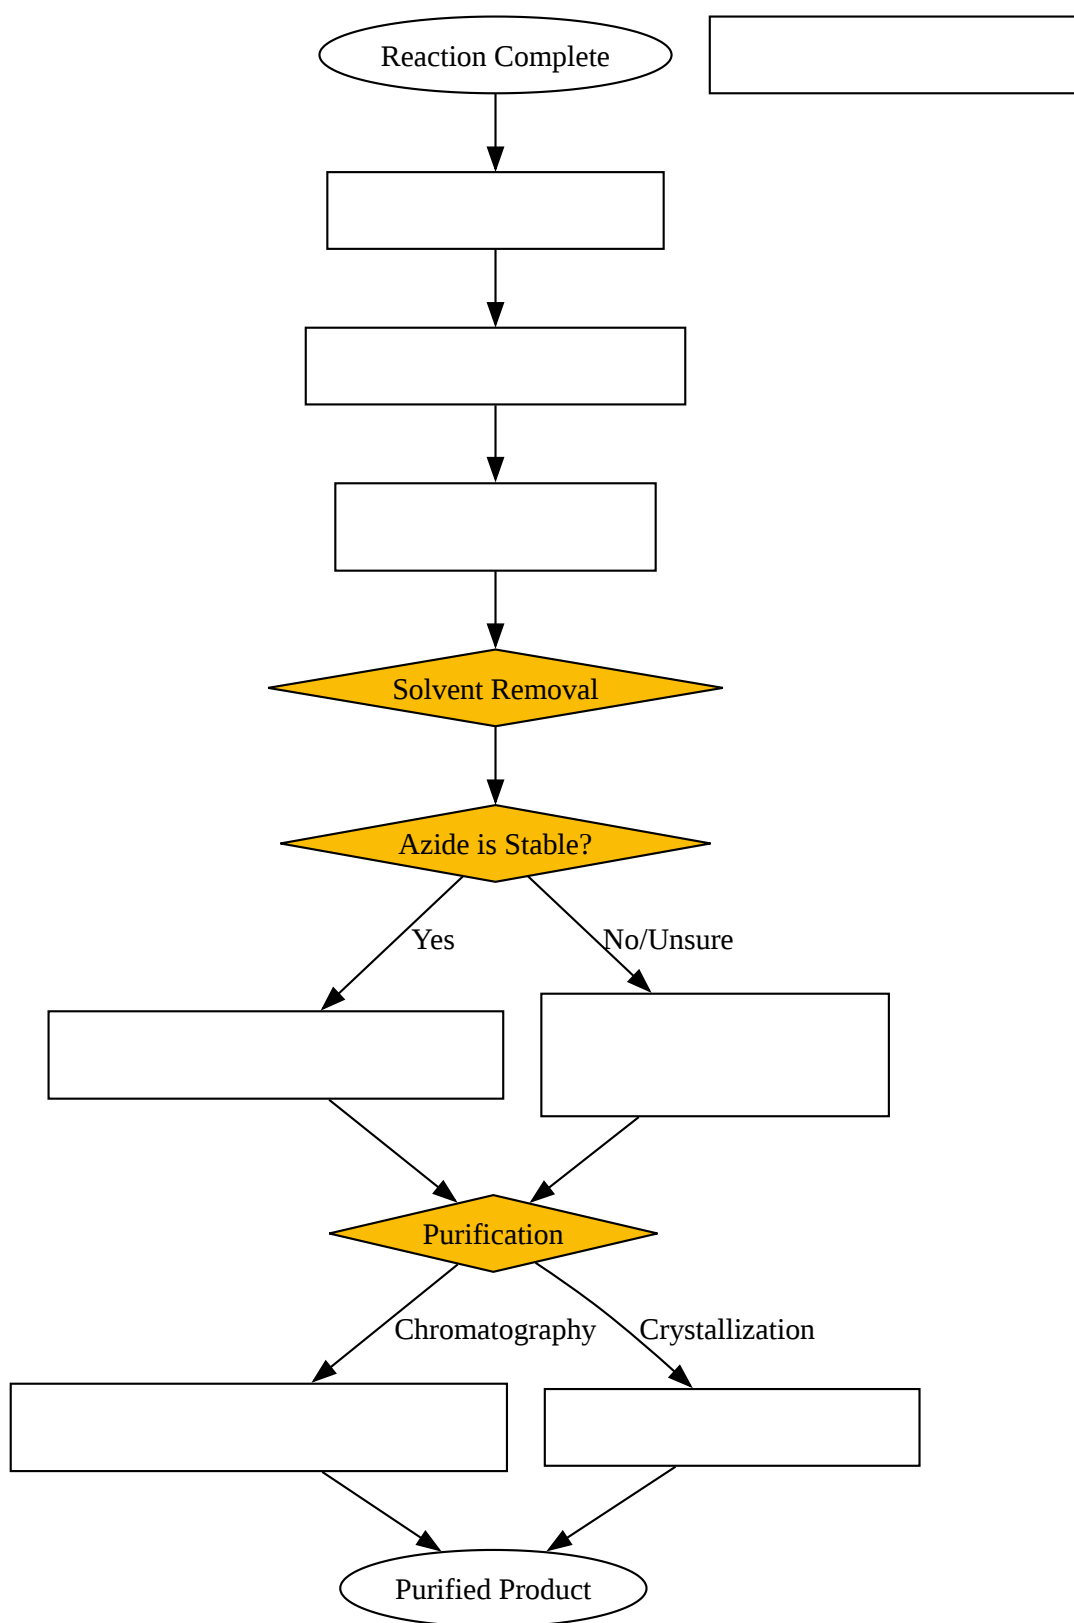 Reaction Complete
Solvent Removal
Azide is Stable?
Yes
No/Unsure
Purification
Chromatography
Crystallization
Purified Product